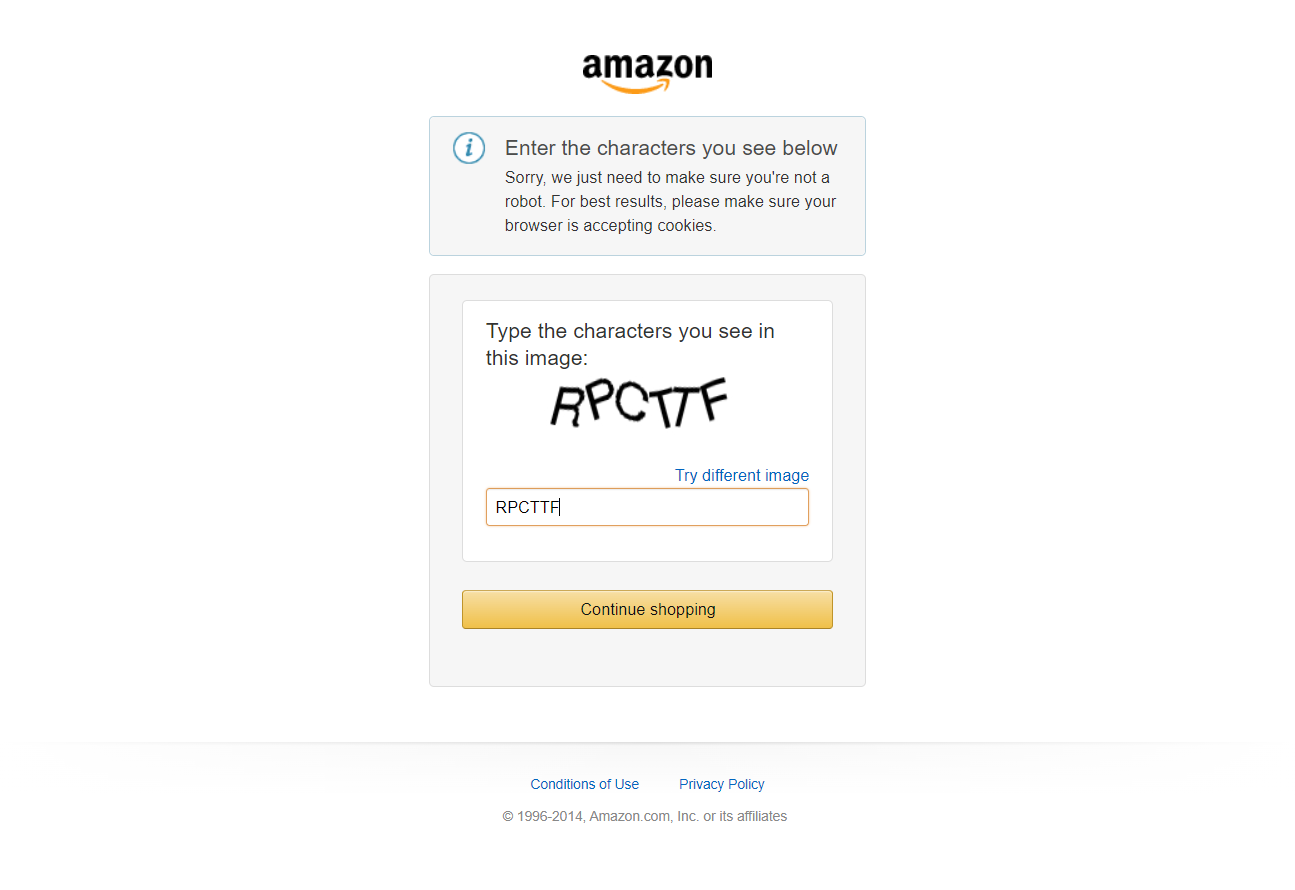 amazon
Enter the characters you see below
Sorry, we just need to make sure you're not a
robot. For best results, please make sure your
browser is accepting cookies.
Type the characters you see in
this image:
RPCTTF
Try different image
RPCTTF
Continue shopping
Conditions of Use Privacy Policy
© 1996-2014, Amazon.com, Inc. or its affiliates